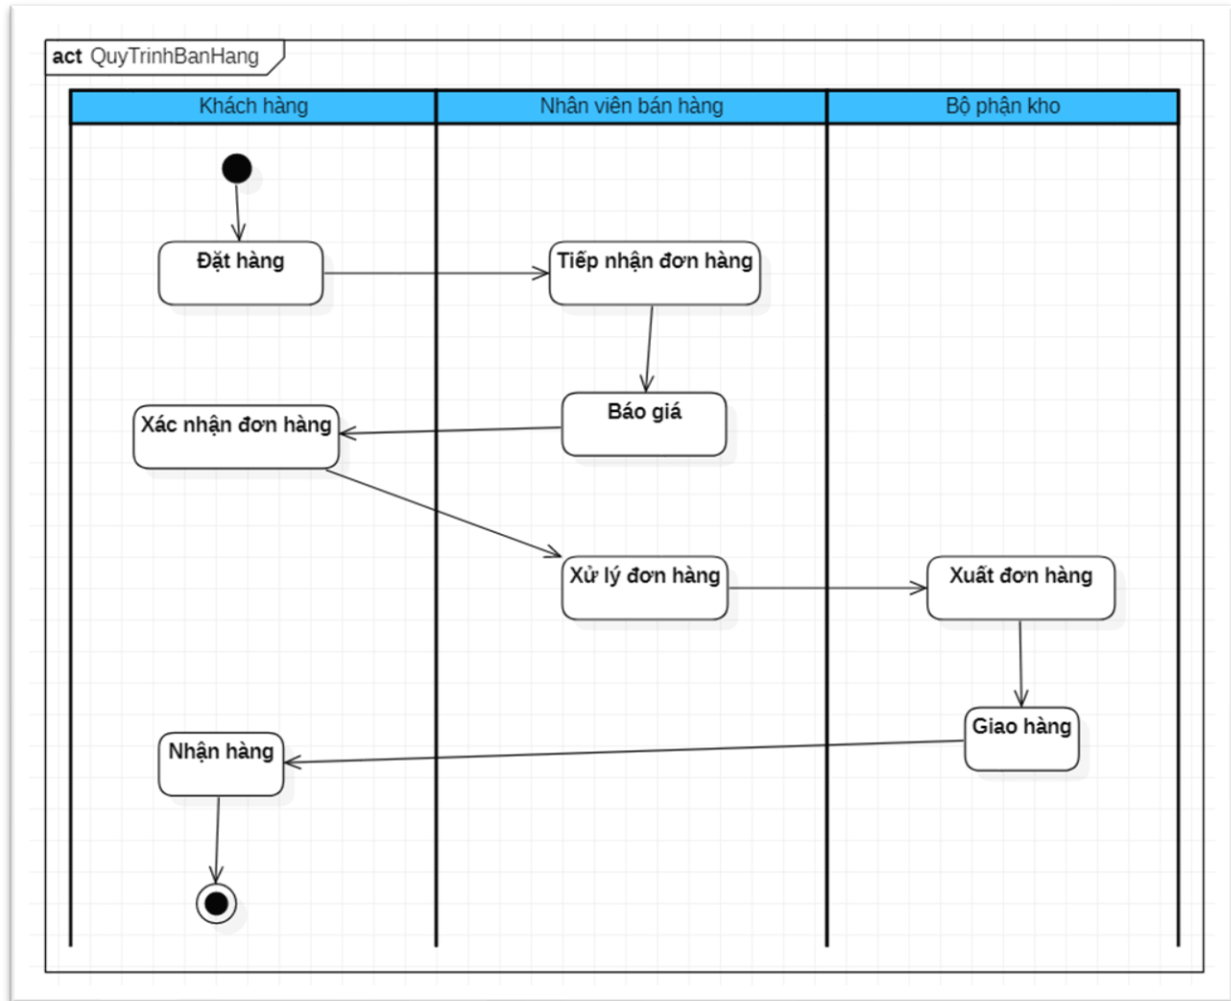 act QuyTrinhBanHang
Khách hàng
Nhân viên bán hàng
Bộ phận kho
Đặt hàng
Tiếp nhận đơn hàng
Báo giá
Xác nhận đơn hàng
Xử lý đơn hàng
Xuất đơn hàng
Giao hàng
Nhận hàng